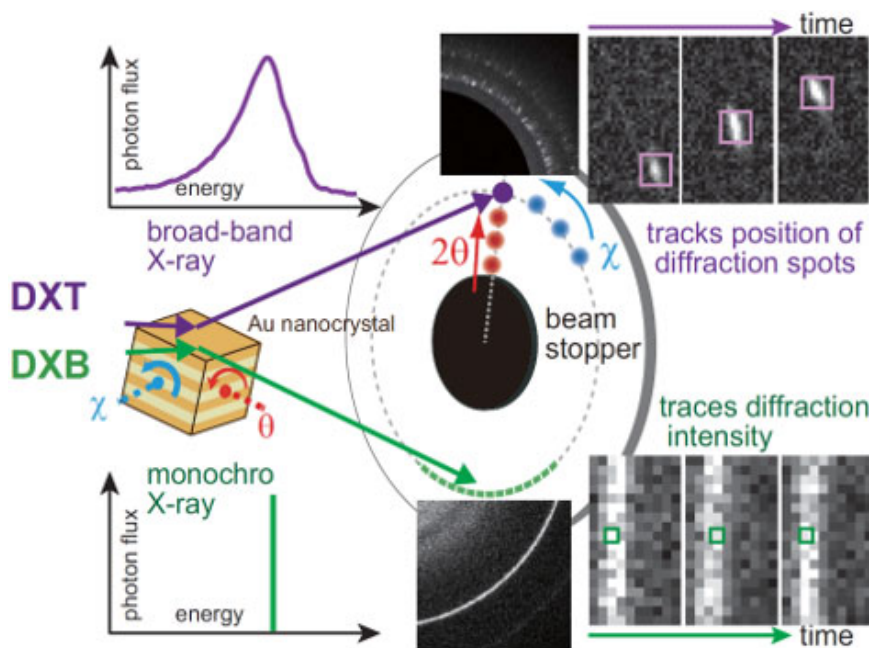 photon flux
energy
broad-band
X-ray
time
tracks position of
diffraction spots
2θ
χ
DXT
DXB
Au nanocrystal
χ
θ
beam
stopper
traces diffraction
intensity
monochro
X-ray
photon flux
energy
time